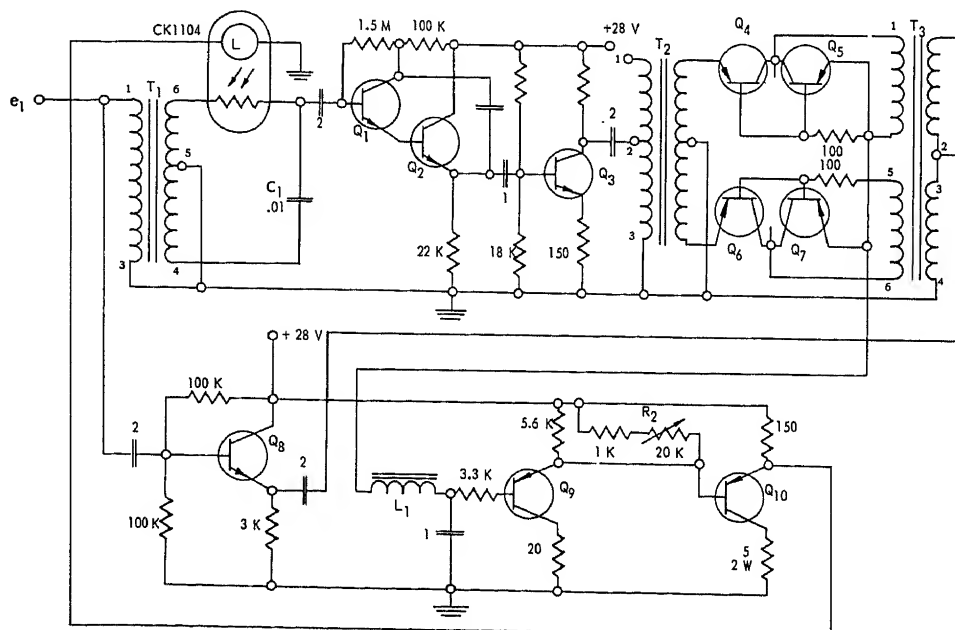 CK1104
L
1.5 M
100 K
+28 V
Q4
Q5
T3
1
e1
1
T1
6
2
Q1
T2
1
5
Q2
2
Q3
2
100
2
100
C1
.01
1
5
3
22 K
18 K
150
3
3
4
Q6
Q7
6
4
+ 28 V
100 K
5.6 K
R2
150
2
Q8
2
1 K
20 K
3.3 K
Q9
Q10
L1
100 K
3 K
1
20
5
2 W